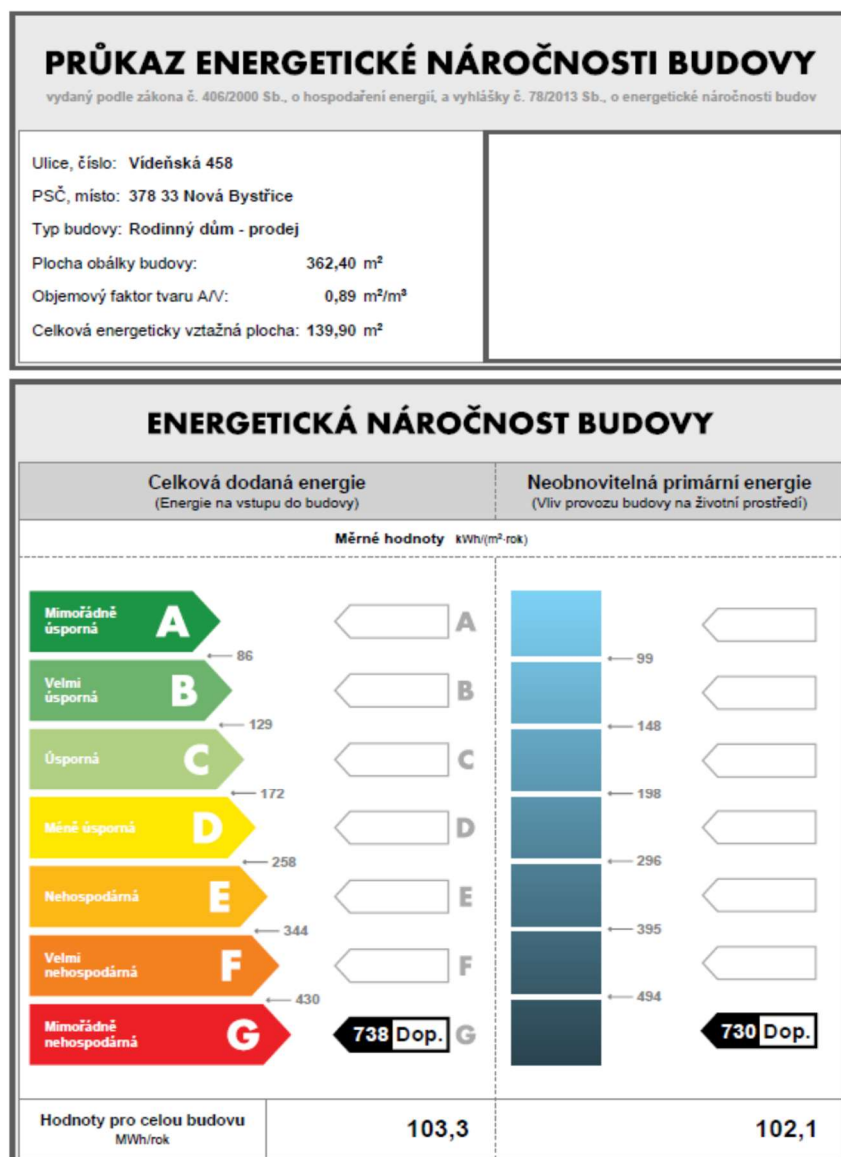 PRŮKAZ ENERGETICKÉ NÁROČNOSTI BUDOVY
vydaný podle zákona č. 406/2000 Sb., o hospodaření energií, a vyhlášky č. 78/2013 Sb., o energetické náročnosti budov
Ulice, číslo: Vídeňská 458
PSČ, místo: 378 33 Nová Bystřice
Typ budovy: Rodinný dům - prodej
Plocha obálky budovy: 362,40 m²
Objemový faktor tvaru A/V: 0,89 m²/m³
Celková energeticky vztažná plocha: 139,90 m²
ENERGETICKÁ NÁROČNOST BUDOVY
Celková dodaná energie
(Energie na vstupu do budovy)
Neobnovitelná primární energie
(Vliv provozu budovy na životní prostředí)
Měrné hodnoty kWh/(m²·rok)
Mimořádně úsporná A A
86 99
Velmi úsporná B B
129 148
Úsporná C C
172 198
Méně úsporná D D
258 296
Nehospodárná E E
344 395
Velmi nehospodárná F F
430 494
Mimořádně nehospodárná G 738 Dop. G 730 Dop.
Hodnoty pro celou budovu
MWh/rok
103,3 102,1